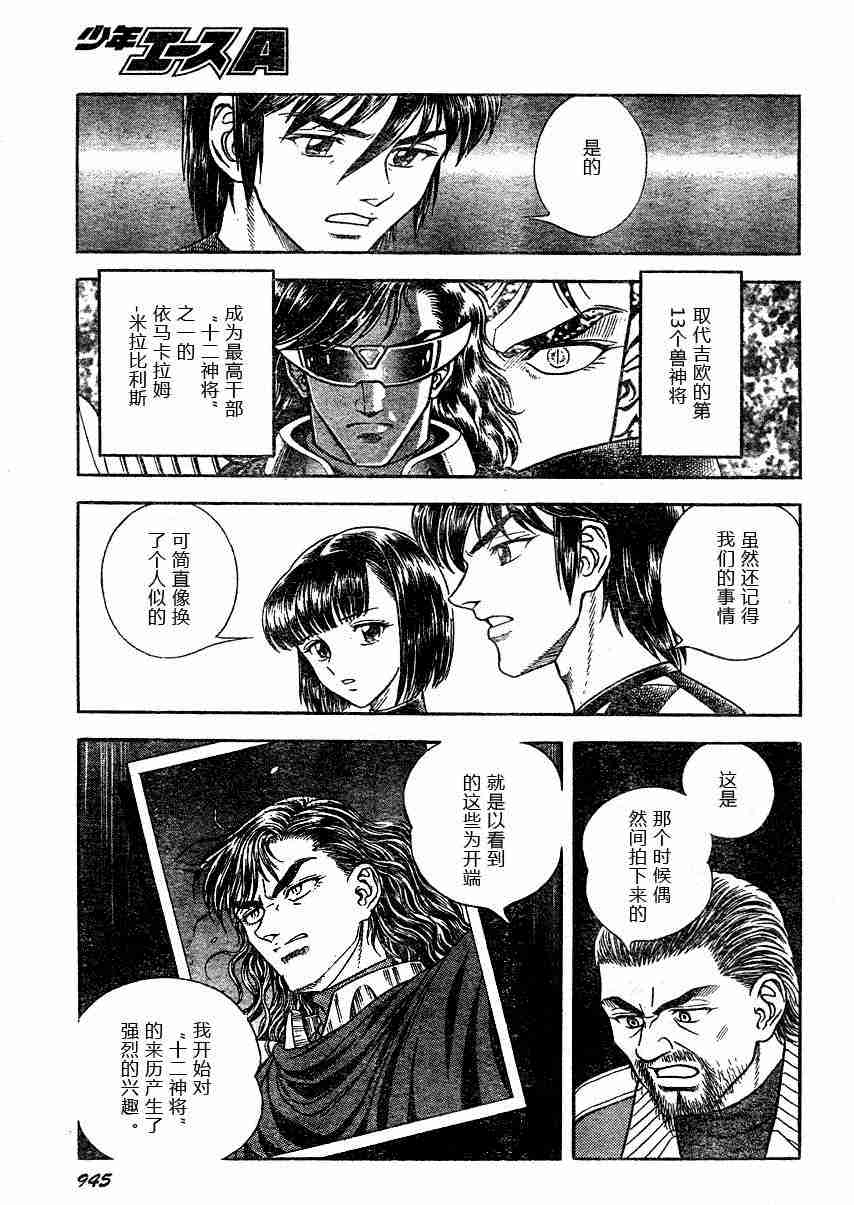 少年エースA
是的
取代吉欧的第
13个兽神将
成为最高干部
“十二神将”
之一的
依马卡拉姆
-米拉比利斯
虽然还记得
我们的事情
可简直像换
了个人似的
这是
那个时候偶
然间拍下来的
就是以看到
的这些为开端
我开始对
“十二神将”
的来历产生了
强烈的兴趣。
945